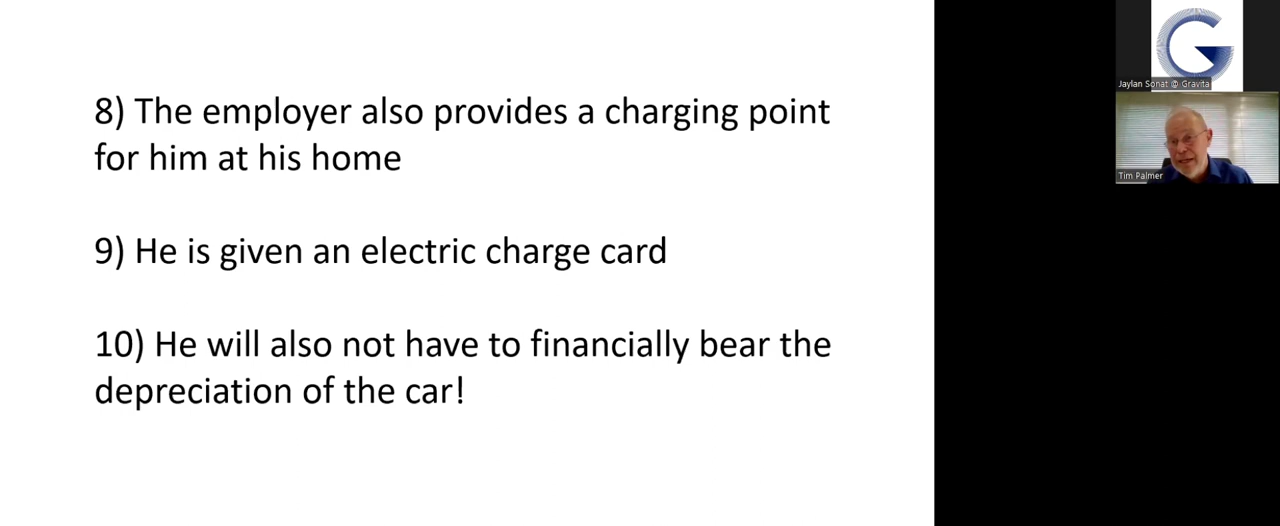 8) The employer also provides a charging point
for him at his home
9) He is given an electric charge card
10) He will also not have to financially bear the
depreciation of the car!
G
Jaylan Sonat @ Gravita
Tim Palmer